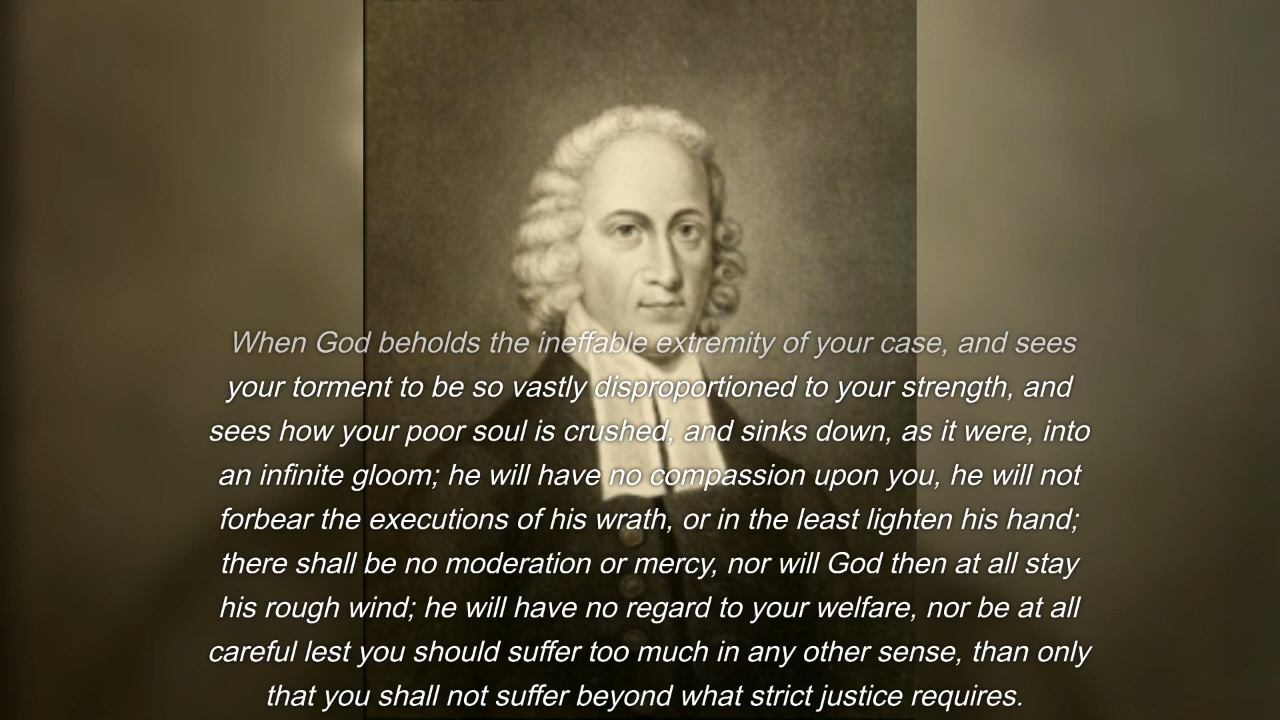 When God beholds the ineffable extremity of your case, and sees
your torment to be so vastly disproportioned to your strength, and
sees how your poor soul is crushed, and sinks down, as it were, into
an infinite gloom; he will have no compassion upon you, he will not
forbear the executions of his wrath, or in the least lighten his hand;
there shall be no moderation or mercy, nor will God then at all stay
his rough wind; he will have no regard to your welfare, nor be at all
careful lest you should suffer too much in any other sense, than only
that you shall not suffer beyond what strict justice requires.